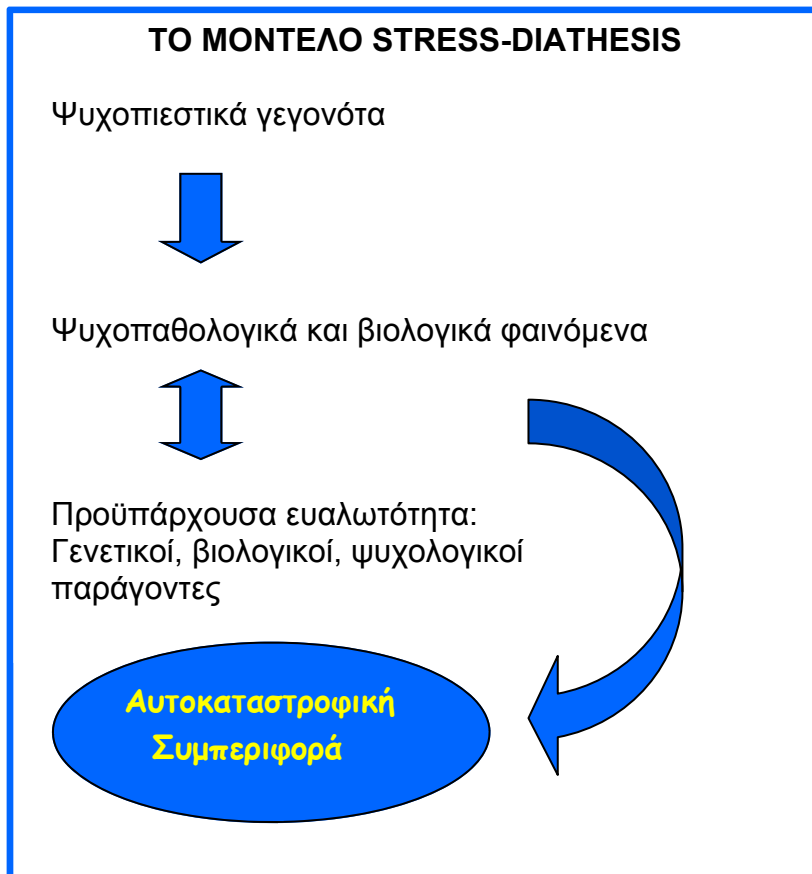 ΤΟ ΜΟΝΤΕΛΟ STRESS-DIATHESIS
Ψυχοπιεστικά γεγονότα
Ψυχοπαθολογικά και βιολογικά φαινόμενα
Προϋπάρχουσα ευαλωτότητα:
Γενετικοί, βιολογικοί, ψυχολογικοί
παράγοντες
Αυτοκαταστροφική
Συμπεριφορά